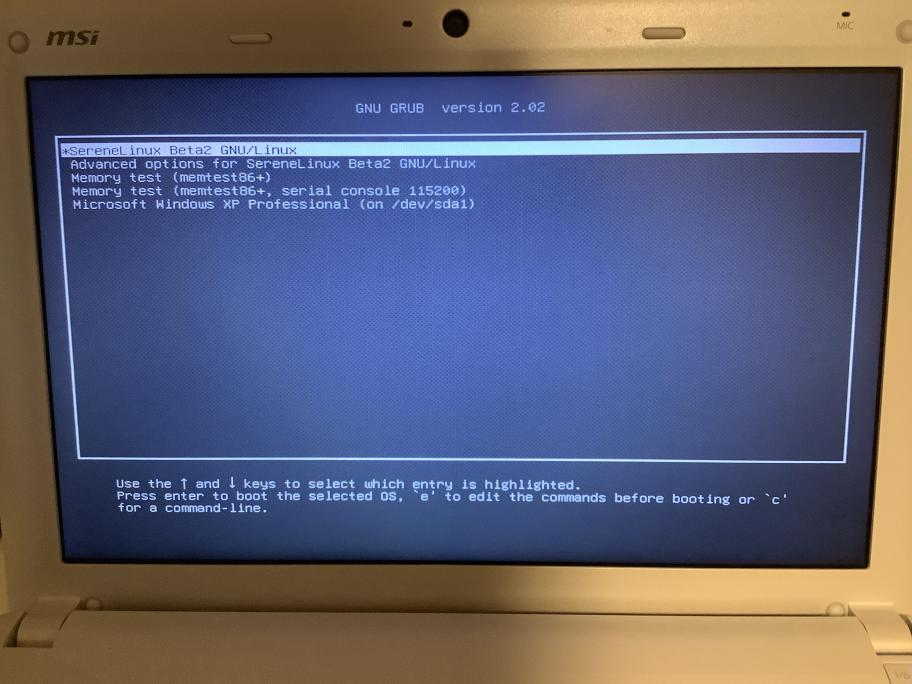 msi
MIC
GNU GRUB version 2.02
*SereneLinux Beta2 GNU/Linux
Advanced options for SereneLinux Beta2 GNU/Linux
Memory test (memtest86+)
Memory test (memtest86+, serial console 115200)
Microsoft Windows XP Professional (on /dev/sda1)
Use the ↑ and ↓ keys to select which entry is highlighted.
Press enter to boot the selected OS, `e' to edit the commands before booting or `c'
for a command-line.